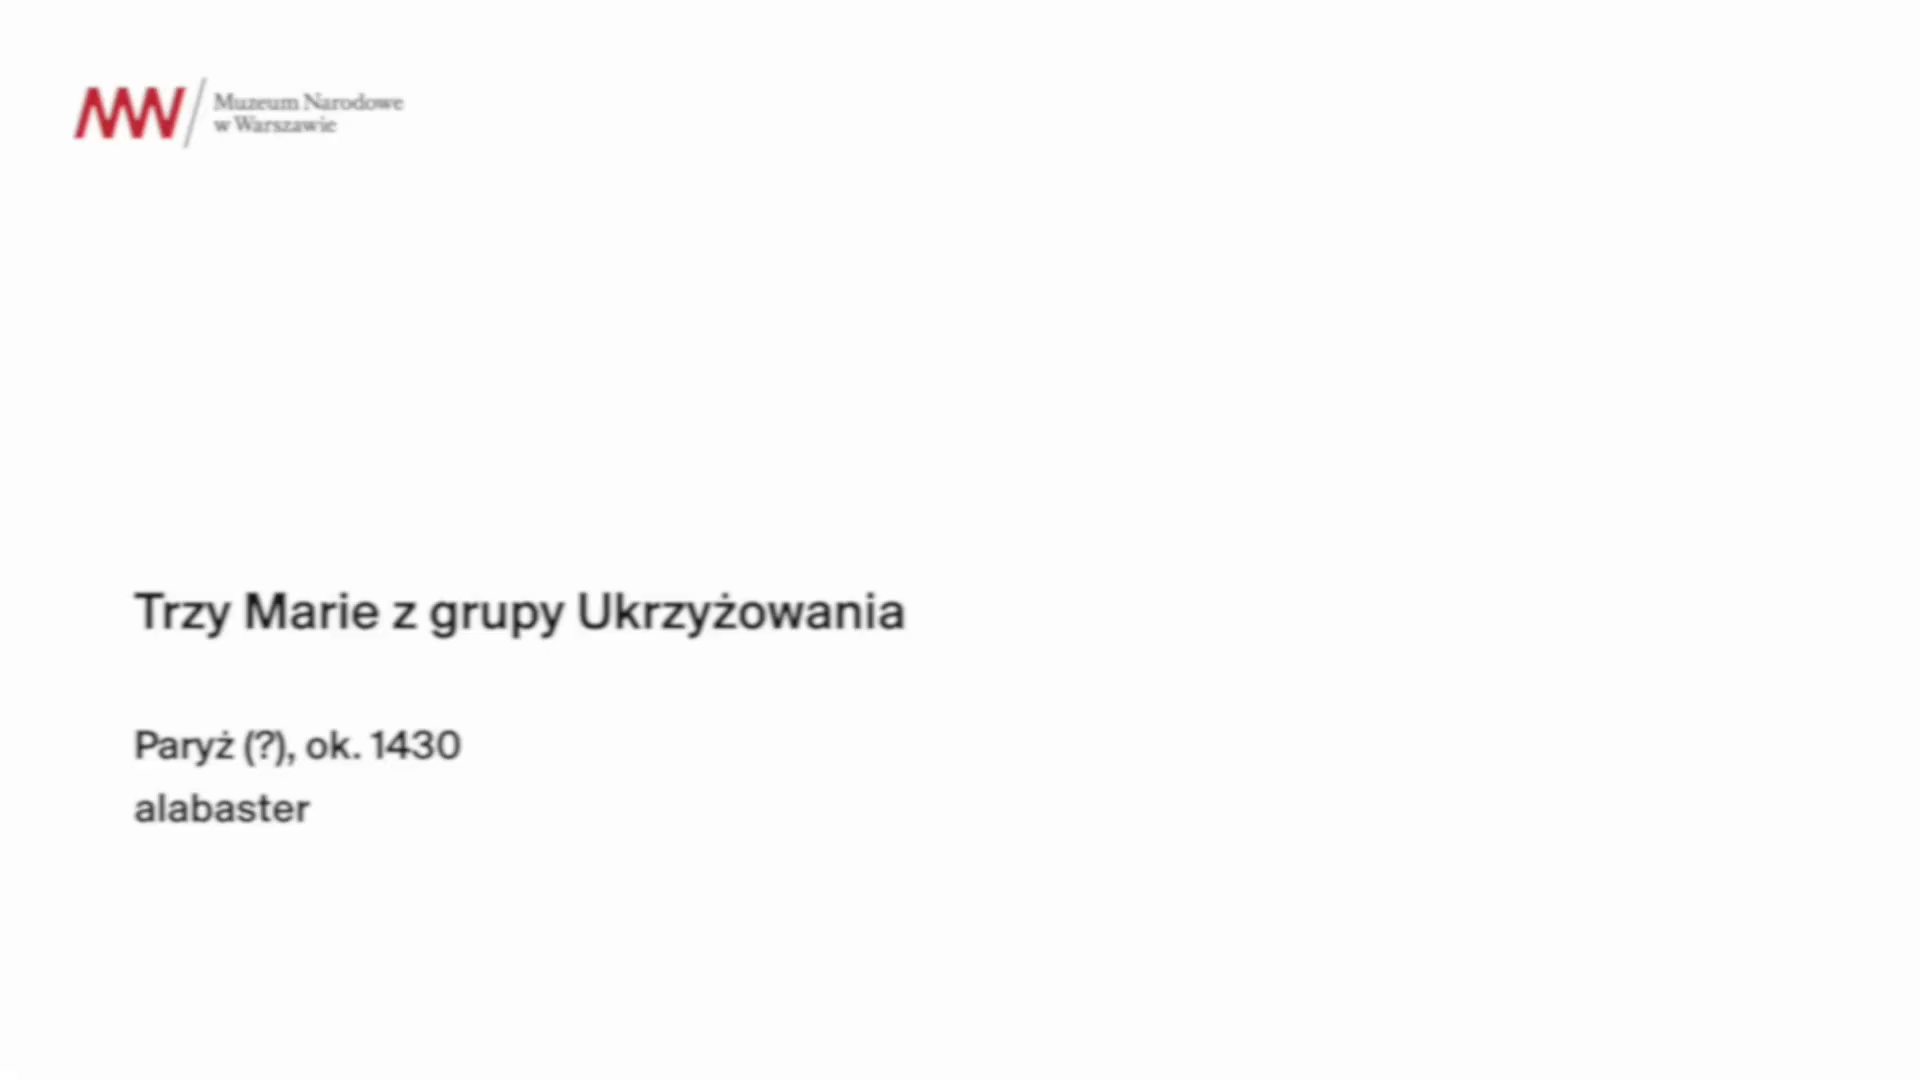 Muzeum Narodowe
w Warszawie
Trzy Marie z grupy Ukrzyżowania
Paryż (?), ok. 1430
alabaster